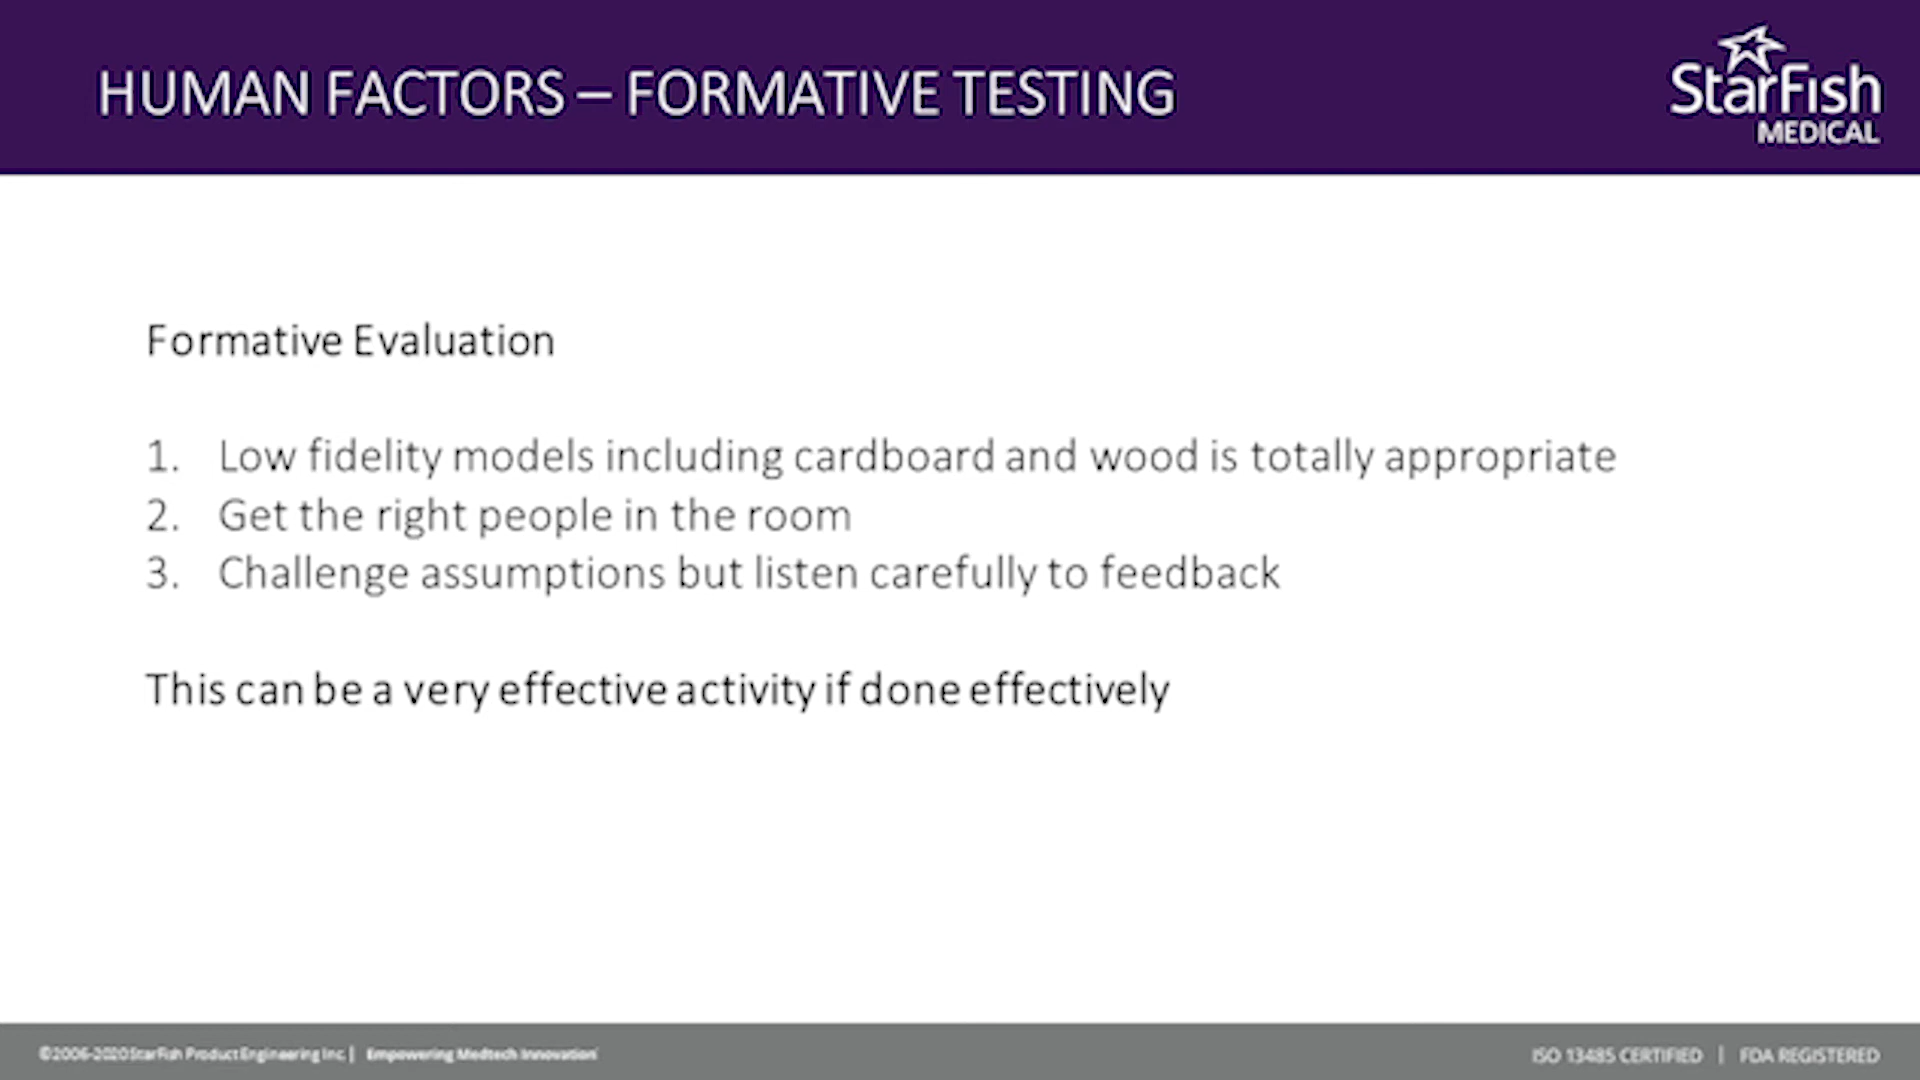 HUMAN FACTORS – FORMATIVE TESTING
StarFish
MEDICAL
Formative Evaluation
1. Low fidelity models including cardboard and wood is totally appropriate
2. Get the right people in the room
3. Challenge assumptions but listen carefully to feedback
This can be a very effective activity if done effectively
©2006-2020 StarFish Product Engineering Inc. | Empowering Medtech Innovation
ISO 13485 CERTIFIED | FDA REGISTERED